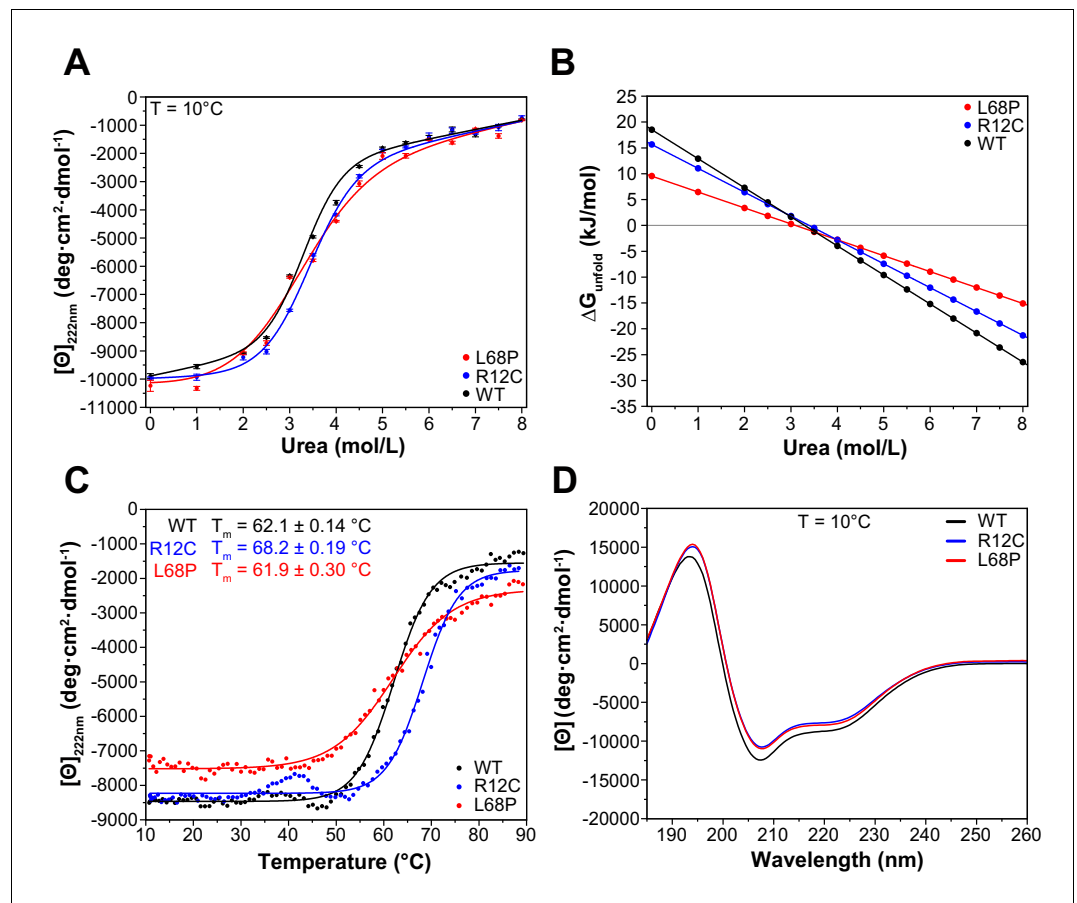 A
T = 10°C
0
-1000
-2000
-3000
-4000
-5000
-6000
-7000
-8000
-9000
-10000
-11000
[Θ]222nm (deg·cm2·dmol-1)
L68P
R12C
WT
0 1 2 3 4 5 6 7 8
Urea (mol/L)
B
25
20
15
10
5
0
-5
-10
-15
-20
-25
-30
-35
ΔGunfold (kJ/mol)
L68P
R12C
WT
0 1 2 3 4 5 6 7 8
Urea (mol/L)
C
WT Tm = 62.1 ± 0.14 °C
R12C Tm = 68.2 ± 0.19 °C
L68P Tm = 61.9 ± 0.30 °C
0
-1000
-2000
-3000
-4000
-5000
-6000
-7000
-8000
-9000
[Θ]222nm (deg·cm2·dmol-1)
WT
R12C
L68P
10 20 30 40 50 60 70 80 90
Temperature (°C)
D
T = 10°C
WT
R12C
L68P
20000
15000
10000
5000
0
-5000
-10000
-15000
-20000
[Θ] (deg·cm2·dmol-1)
190 200 210 220 230 240 250 260
Wavelength (nm)